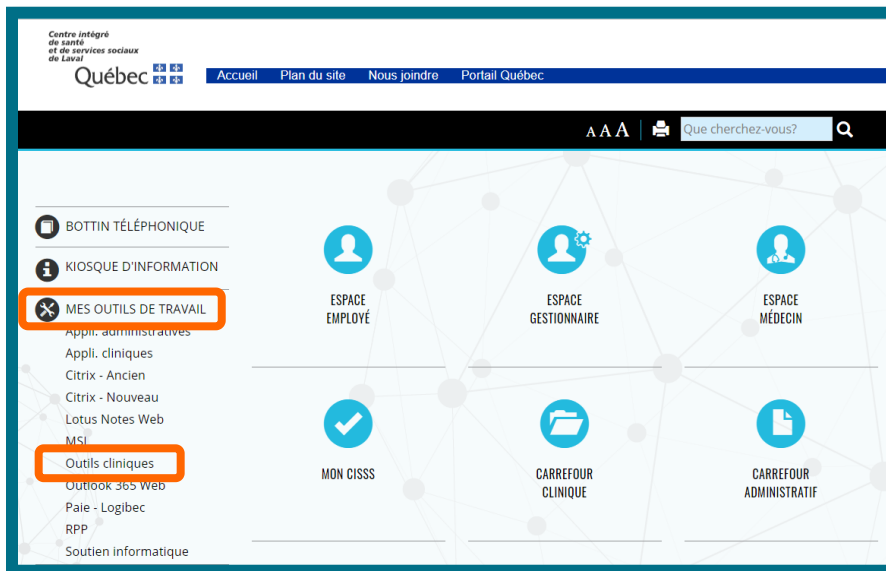 Centre intégré
de santé
et de services sociaux
de Laval
Québec
Accueil Plan du site Nous joindre Portail Québec
A A A Que cherchez-vous?
BOTTIN TÉLÉPHONIQUE
KIOSQUE D'INFORMATION
MES OUTILS DE TRAVAIL
Appli. administratives
Appli. cliniques
Citrix - Ancien
Citrix - Nouveau
Lotus Notes Web
MSI
Outils cliniques
Outlook 365 Web
Paie - Logibec
RPP
Soutien informatique
ESPACE
EMPLOYÉ
ESPACE
GESTIONNAIRE
ESPACE
MÉDECIN
MON CISSS
CARREFOUR
CLINIQUE
CARREFOUR
ADMINISTRATIF